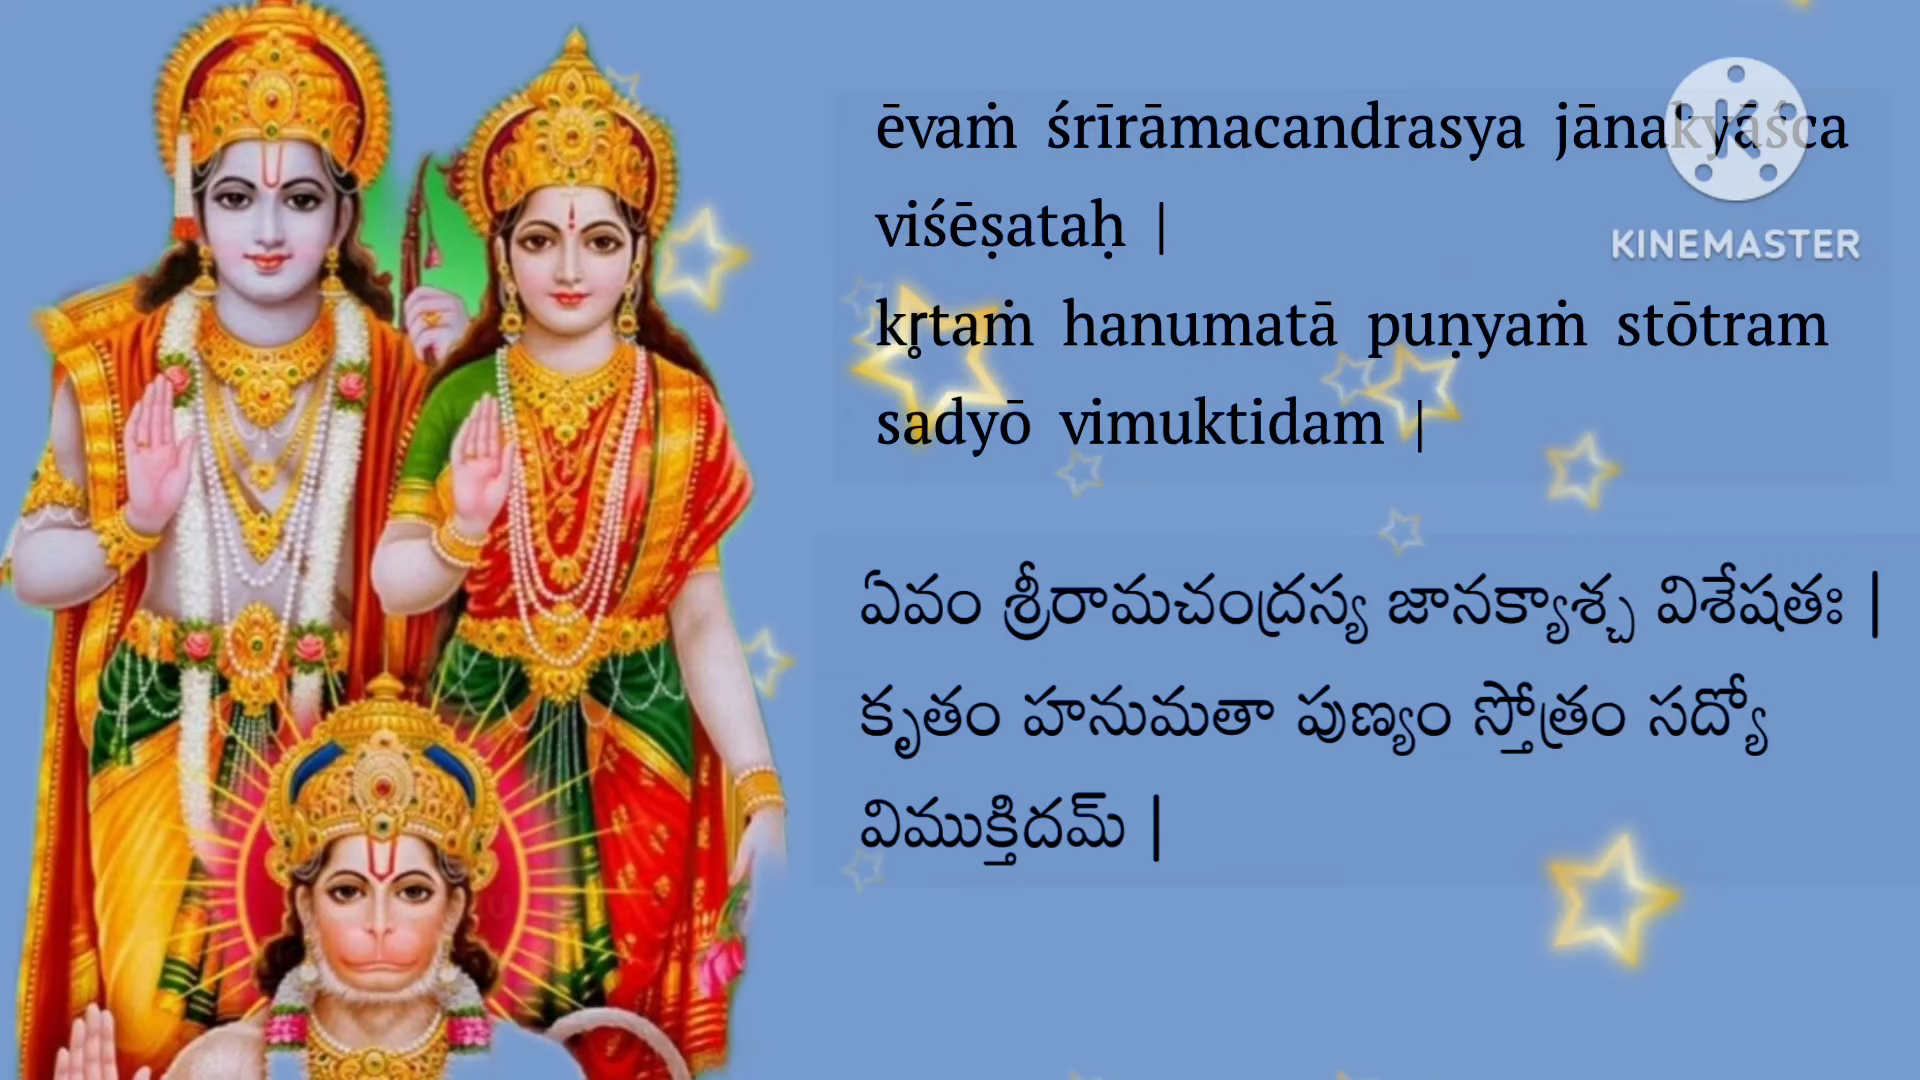 ēvaṁ śrīrāmacandrasya jānakyāśca
viśēṣataḥ |
kr̥taṁ hanumatā puṇyaṁ stōtram
sadyō vimuktidam |
KINEMASTER
ఏవం శ్రీరామచంద్రస్య జానక్యాశ్చ విశేషతః |
కృతం హనుమతా పుణ్యం స్తోత్రం సద్యో
విముక్తిదమ్ |